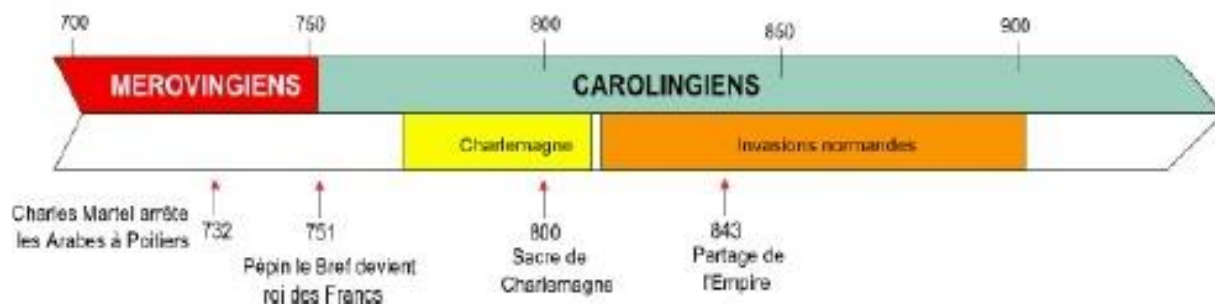 700
750
800
850
900
MEROVINGIENS
CAROLINGIENS
Charlemagne
Invasions normandes
Charles Martel arrête
les Arabes à Poitiers
732
751
Pépin le Bref devient
roi des Francs
800
Sacre de
Charlemagne
843
Partage de
l'Empire